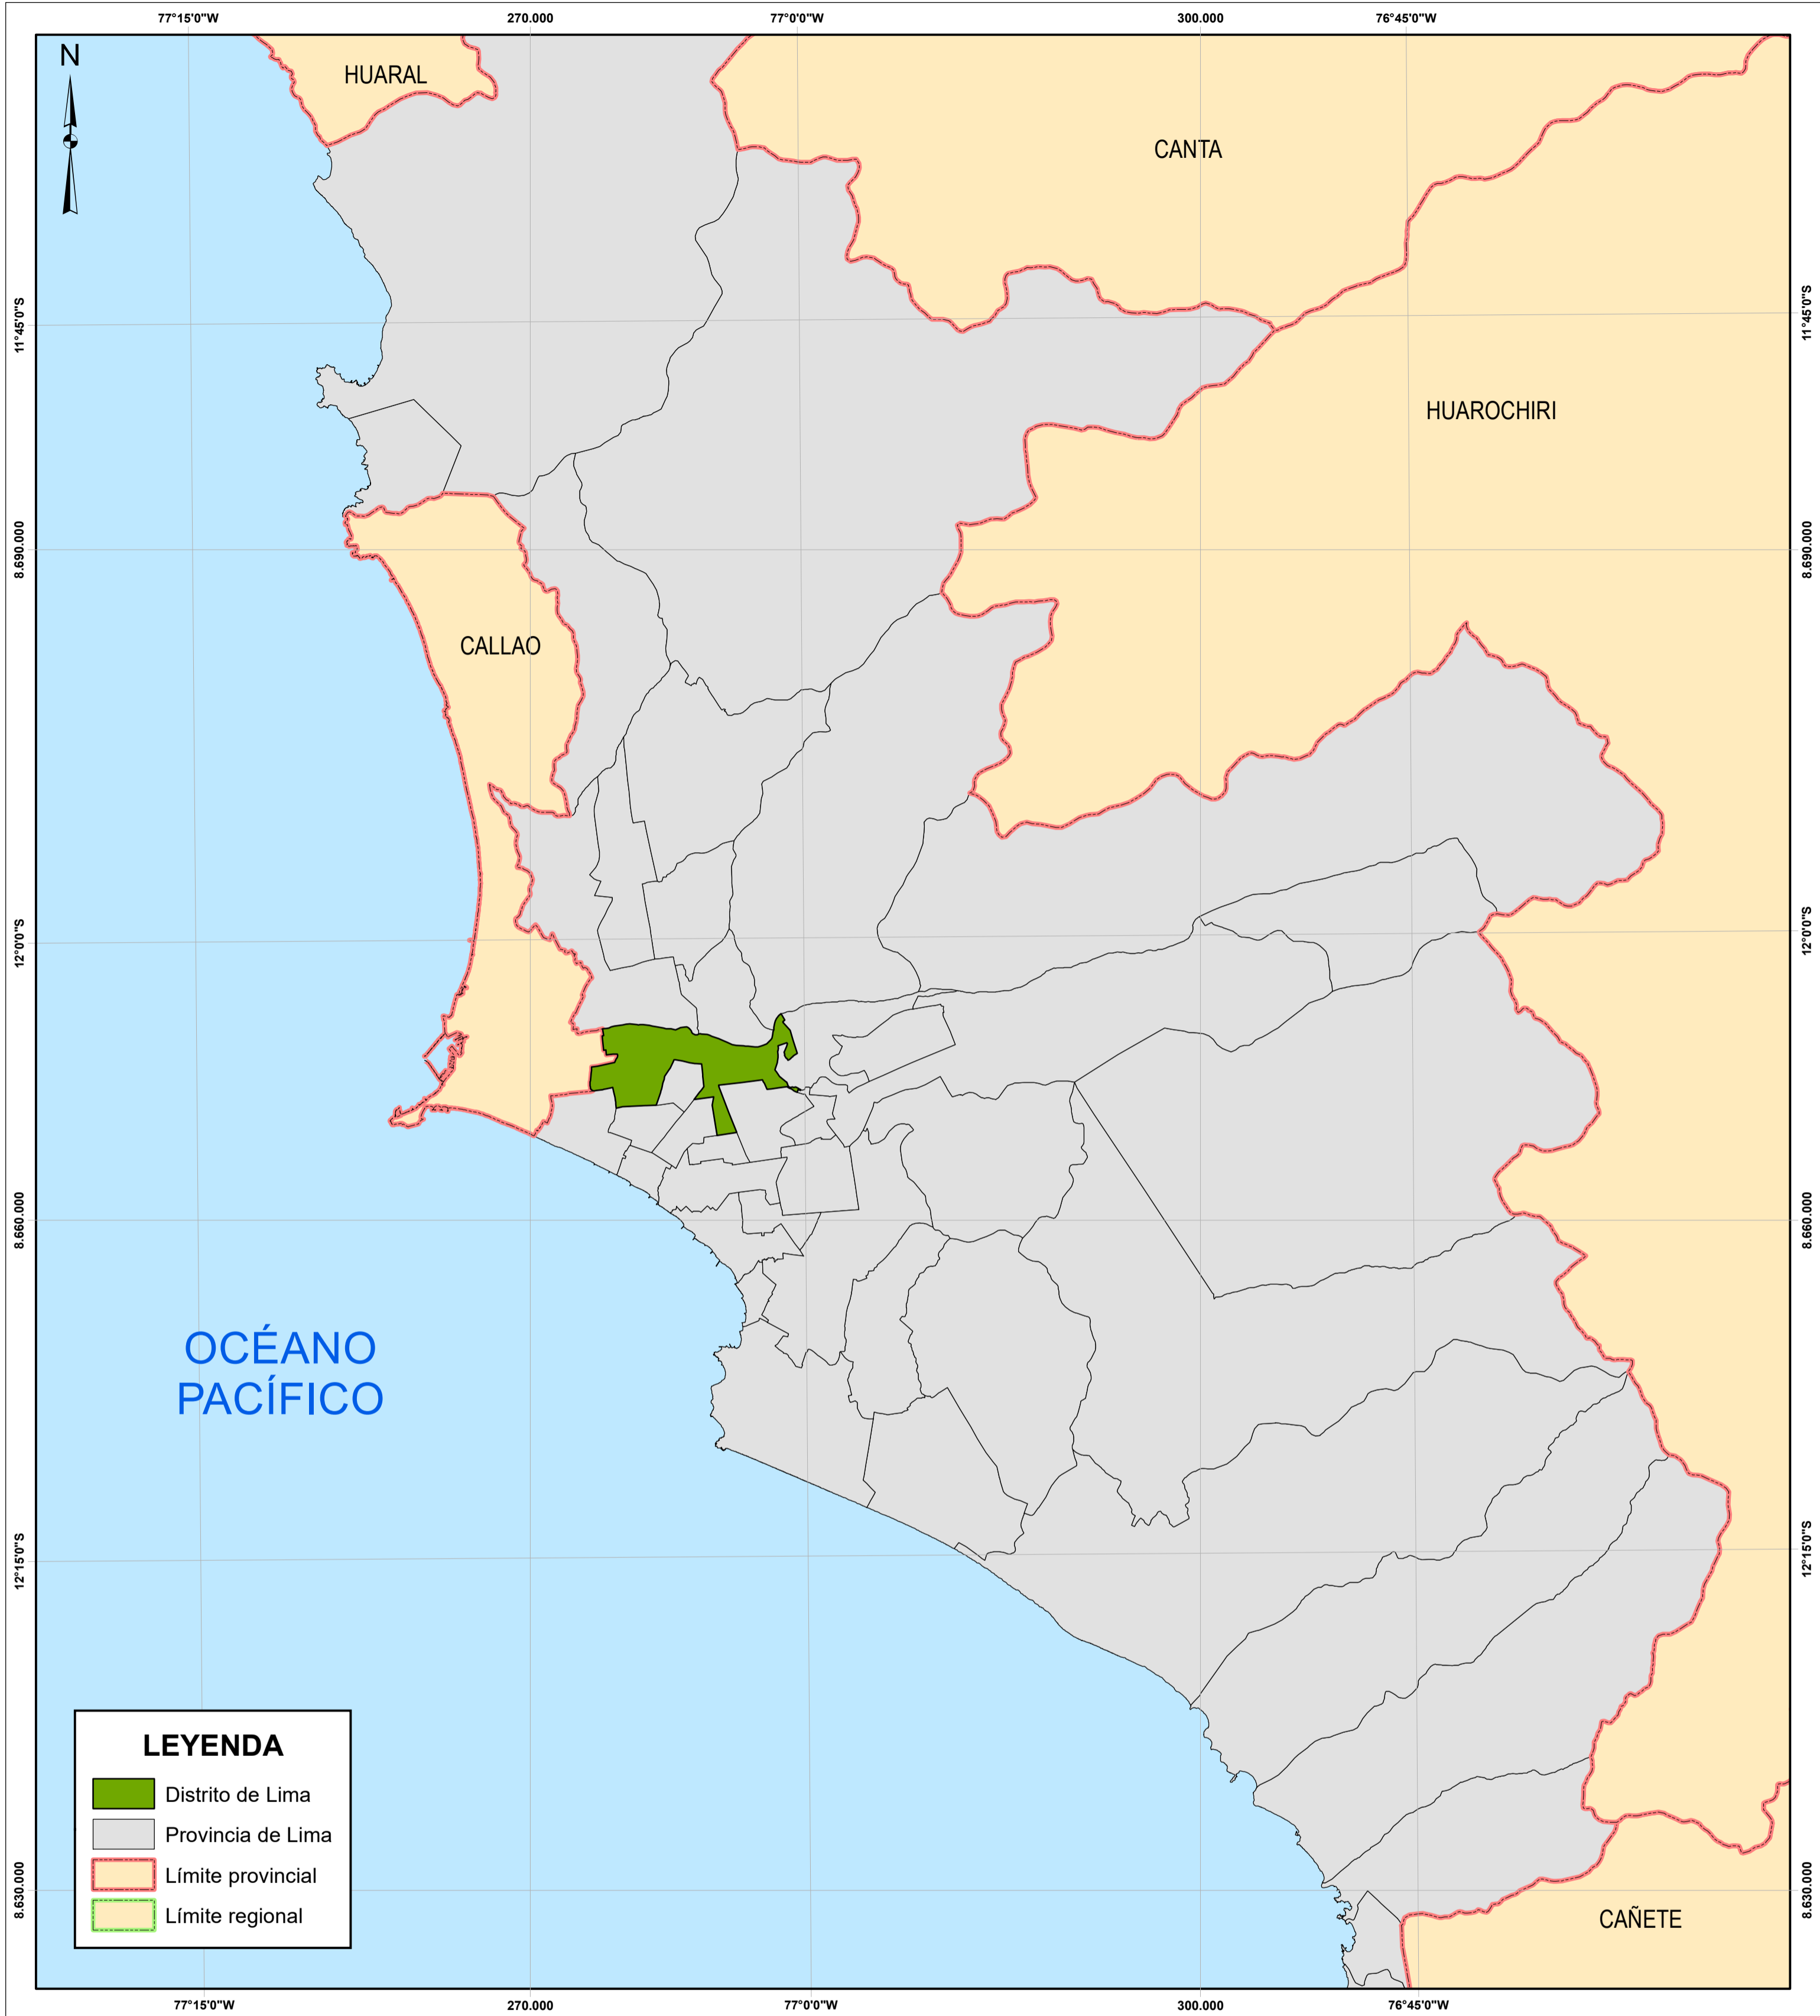 77°15'0"W 270.000 77°0'0"W 300.000 76°45'0"W
N
HUARAL
CANTA
11°45'0"S
11°45'0"S
HUAROCHIRI
8.690.000
8.690.000
CALLAO
12°0'0"S
12°0'0"S
8.660.000
8.660.000
OCÉANO
PACÍFICO
12°15'0"S
12°15'0"S
LEYENDA
Distrito de Lima
Provincia de Lima
Límite provincial
Límite regional
8.630.000
8.630.000
CAÑETE
77°15'0"W 270.000 77°0'0"W 300.000 76°45'0"W